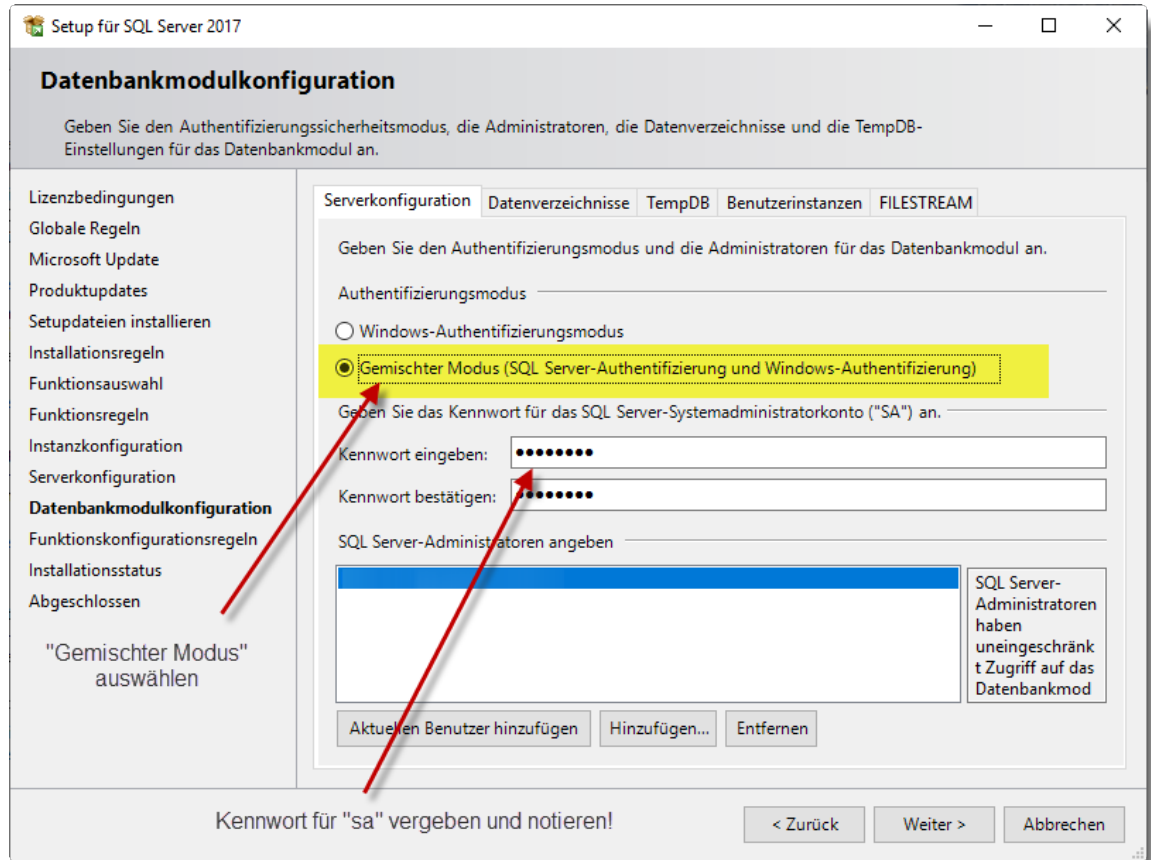 Setup für SQL Server 2017
Datenbankmodulkonfiguration
Geben Sie den Authentifizierungssicherheitsmodus, die Administratoren, die Datenverzeichnisse und die TempDB-
Einstellungen für das Datenbankmodul an.
Lizenzbedingungen
Globale Regeln
Microsoft Update
Produktupdates
Setupdateien installieren
Installationsregeln
Funktionsauswahl
Funktionsregeln
Instanzkonfiguration
Serverkonfiguration
Datenbankmodulkonfiguration
Funktionskonfigurationsregeln
Installationsstatus
Abgeschlossen
"Gemischter Modus"
auswählen
Serverkonfiguration Datenverzeichnisse TempDB Benutzerinstanzen FILESTREAM
Geben Sie den Authentifizierungsmodus und die Administratoren für das Datenbankmodul an.
Authentifizierungsmodus
Windows-Authentifizierungsmodus
Gemischter Modus (SQL Server-Authentifizierung und Windows-Authentifizierung)
Geben Sie das Kennwort für das SQL Server-Systemadministratorkonto ("SA") an.
Kennwort eingeben: ●●●●●●●●
Kennwort bestätigen: ●●●●●●●●
SQL Server-Administratoren angeben
SQL Server-
Administratoren
haben
uneingeschränk
t Zugriff auf das
Datenbankmod
Aktuellen Benutzer hinzufügen Hinzufügen... Entfernen
Kennwort für "sa" vergeben und notieren!
< Zurück Weiter > Abbrechen